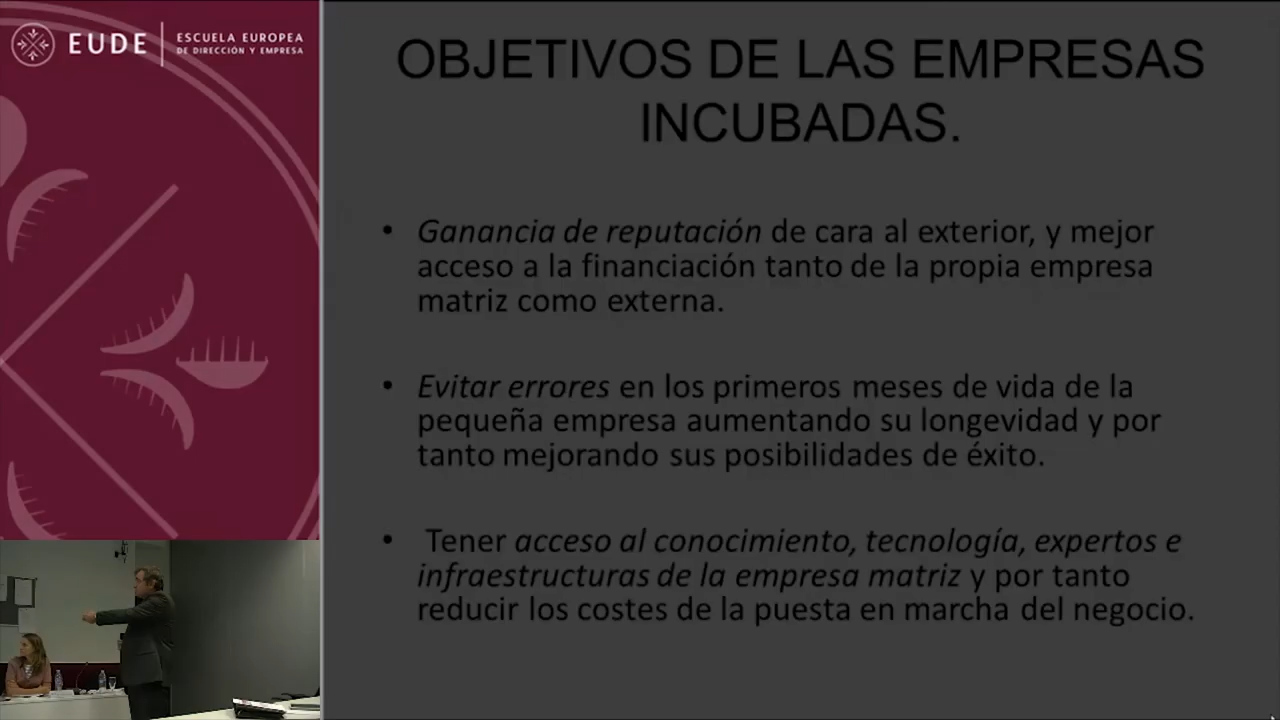 EUDE
ESCUELA EUROPEA
DE DIRECCIÓN Y EMPRESA
OBJETIVOS DE LAS EMPRESAS
INCUBADAS.
• Ganancia de reputación de cara al exterior, y mejor
acceso a la financiación tanto de la propia empresa
matriz como externa.
• Evitar errores en los primeros meses de vida de la
pequeña empresa aumentando su longevidad y por
tanto mejorando sus posibilidades de éxito.
• Tener acceso al conocimiento, tecnología, expertos e
infraestructuras de la empresa matriz y por tanto
reducir los costes de la puesta en marcha del negocio.